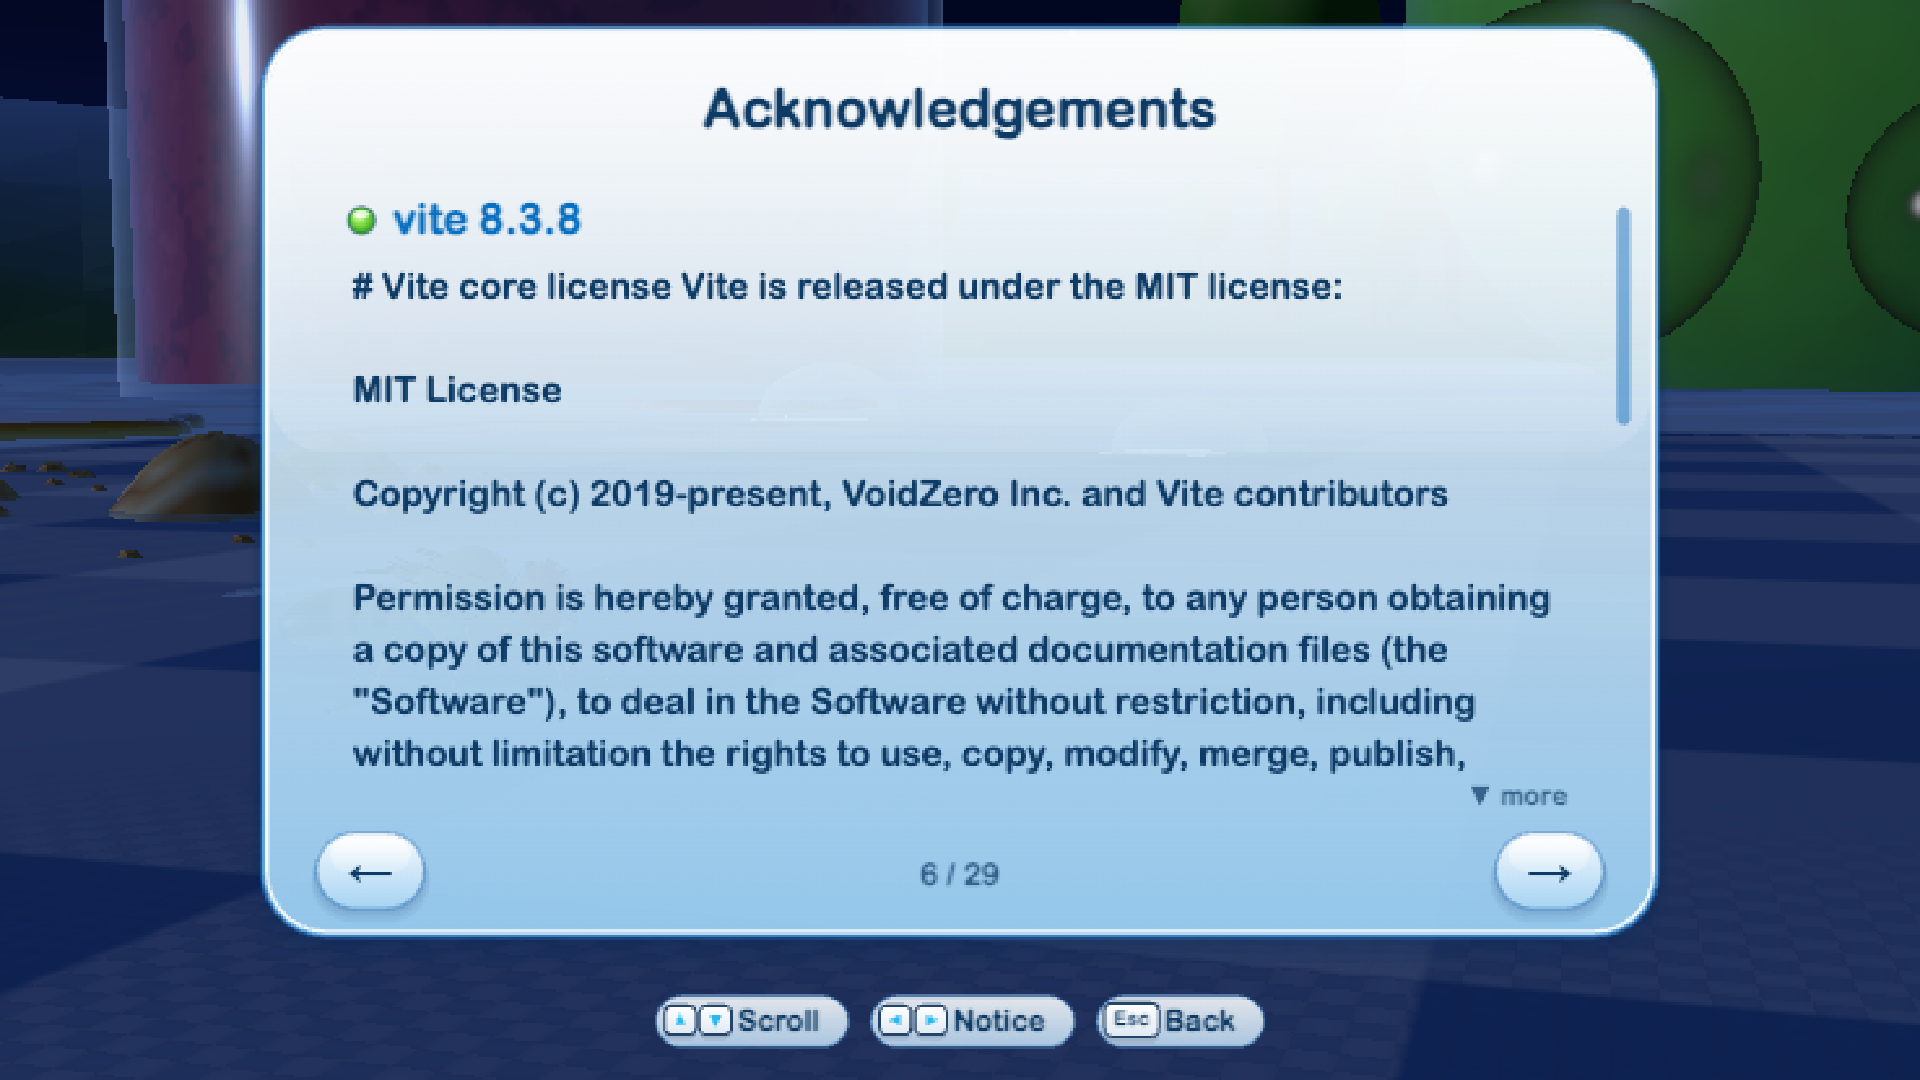 Acknowledgements
vite 8.3.8
# Vite core license Vite is released under the MIT license:
MIT License
Copyright (c) 2019-present, VoidZero Inc. and Vite contributors
Permission is hereby granted, free of charge, to any person obtaining
a copy of this software and associated documentation files (the
"Software"), to deal in the Software without restriction, including
without limitation the rights to use, copy, modify, merge, publish,
▼ more
← 6 / 29 →
▲ ▼ Scroll ◀ ▶ Notice Esc Back